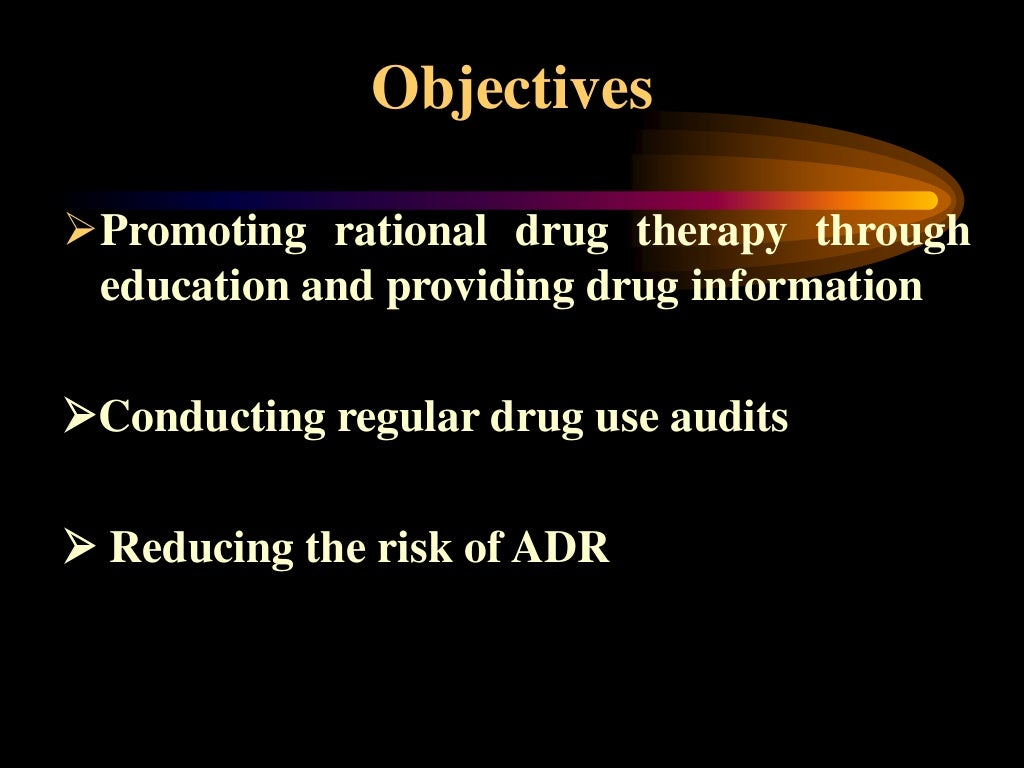 Objectives
➢Promoting rational drug therapy through
education and providing drug information
➢Conducting regular drug use audits
➢ Reducing the risk of ADR